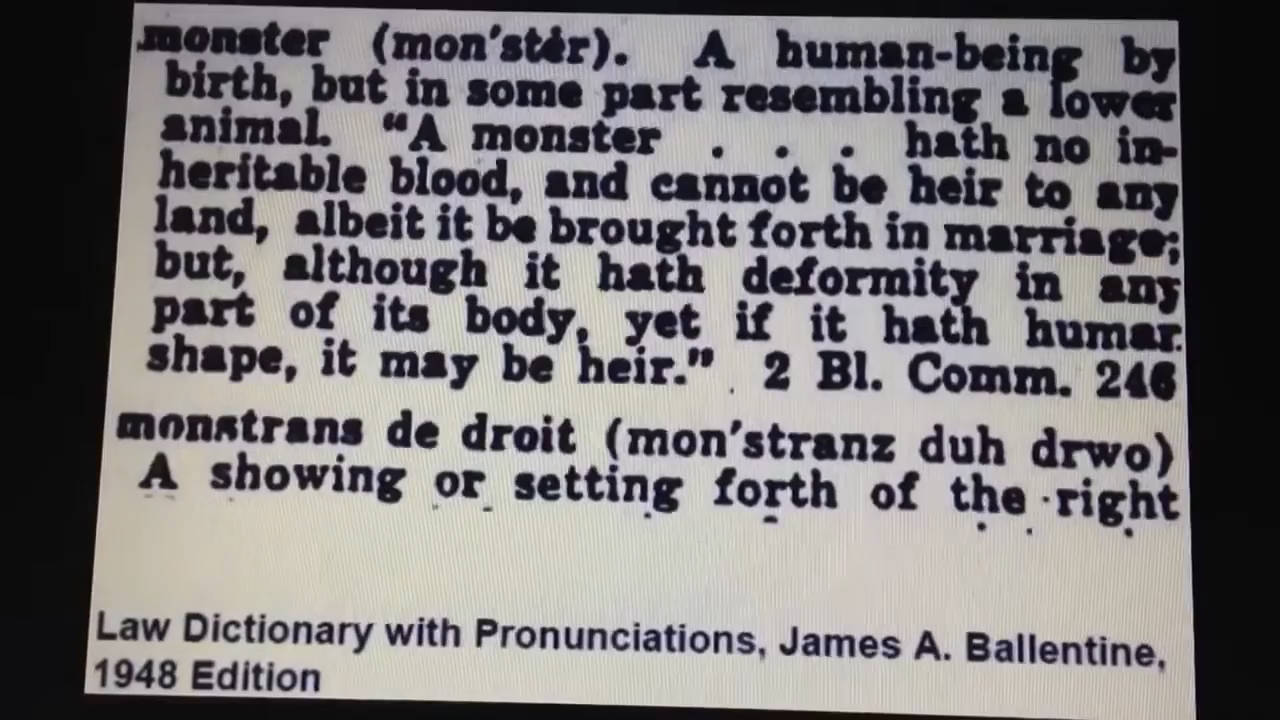 monster (mon'stėr). A human-being by
birth, but in some part resembling a lower
animal. “A monster . . . hath no in-
heritable blood, and cannot be heir to any
land, albeit it be brought forth in marriage;
but, although it hath deformity in any
part of its body, yet if it hath human
shape, it may be heir.” 2 Bl. Comm. 246
monstrans de droit (mon'stranz duh drwo)
A showing or setting forth of the right
Law Dictionary with Pronunciations, James A. Ballentine,
1948 Edition